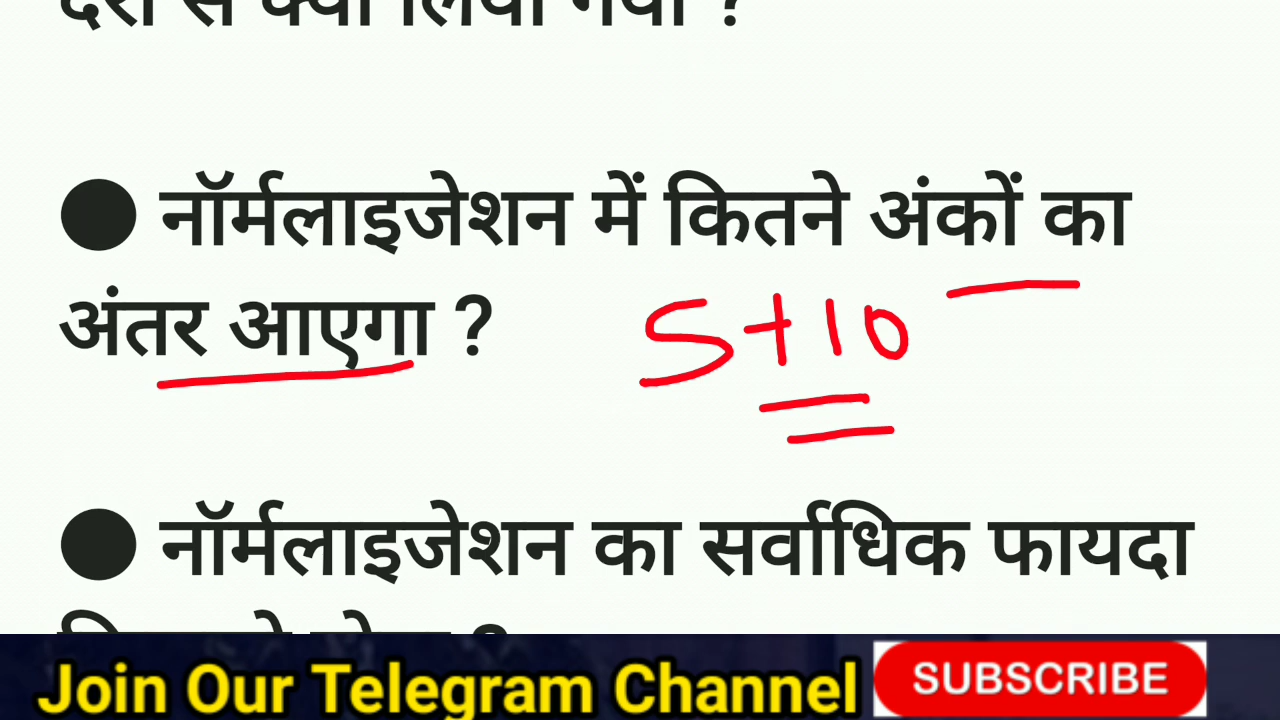 ● नॉर्मलाइजेशन में कितने अंकों का
अंतर आएगा ?
5+10
● नॉर्मलाइजेशन का सर्वाधिक फायदा
Join Our Telegram Channel
SUBSCRIBE